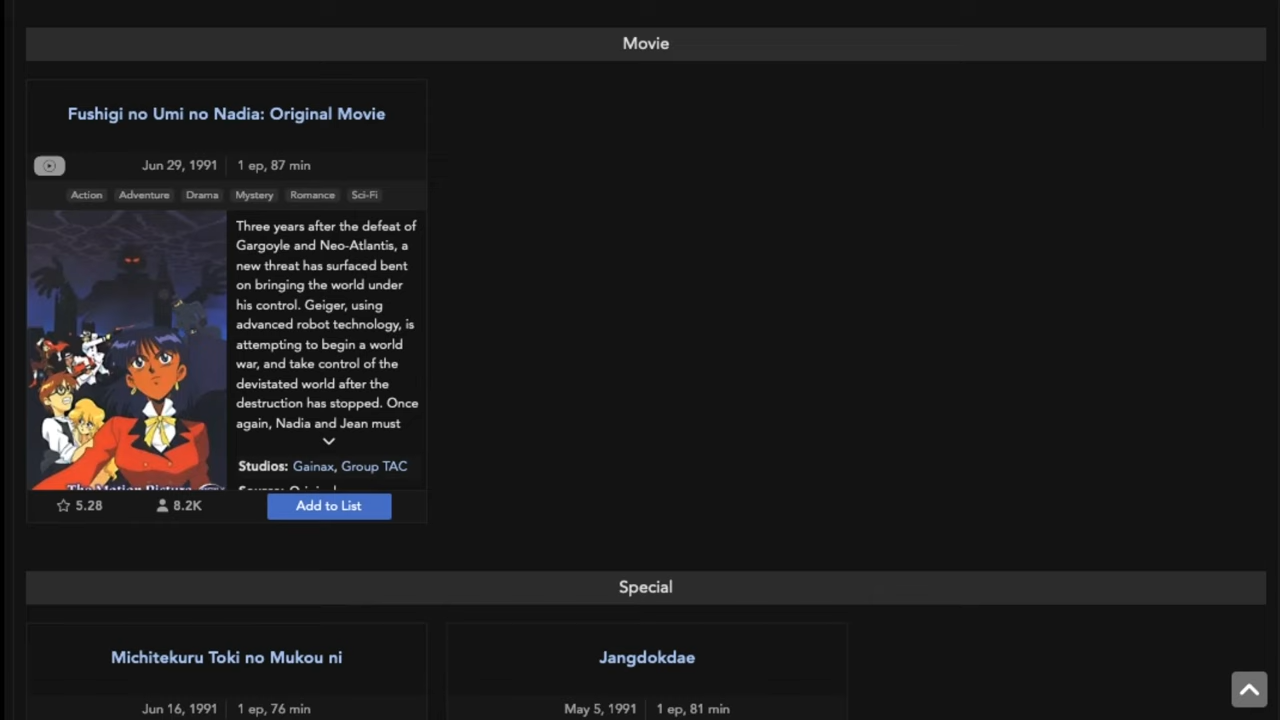 Movie
Fushigi no Umi no Nadia: Original Movie
Jun 29, 1991 1 ep, 87 min
Action Adventure Drama Mystery Romance Sci-Fi
Three years after the defeat of
Gargoyle and Neo-Atlantis, a
new threat has surfaced bent
on bringing the world under
his control. Geiger, using
advanced robot technology, is
attempting to begin a world
war, and take control of the
devistated world after the
destruction has stopped. Once
again, Nadia and Jean must
Studios: Gainax, Group TAC
The Motion Picture
5.28 8.2K Add to List
Special
Michitekuru Toki no Mukou ni
Jun 16, 1991 1 ep, 76 min
Jangdokdae
May 5, 1991 1 ep, 81 min